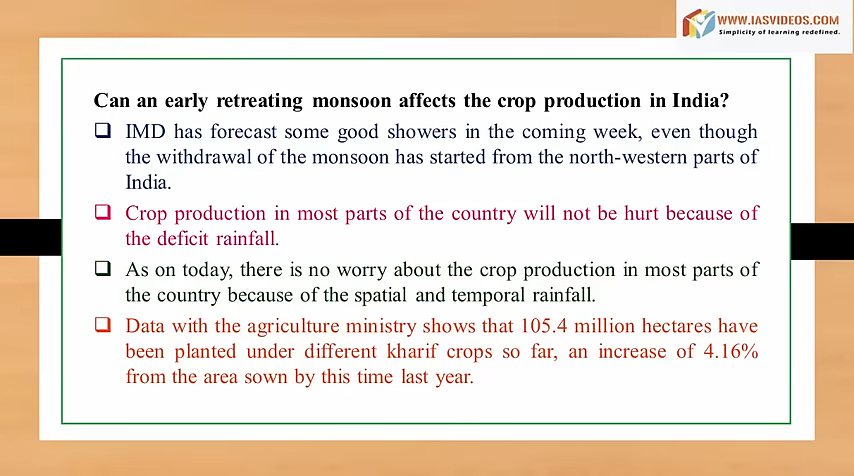 WWW.IASVIDEOS.COM
Simplicity of learning redefined.
Can an early retreating monsoon affects the crop production in India?
IMD has forecast some good showers in the coming week, even though
the withdrawal of the monsoon has started from the north-western parts of
India.
Crop production in most parts of the country will not be hurt because of
the deficit rainfall.
As on today, there is no worry about the crop production in most parts of
the country because of the spatial and temporal rainfall.
Data with the agriculture ministry shows that 105.4 million hectares have
been planted under different kharif crops so far, an increase of 4.16%
from the area sown by this time last year.